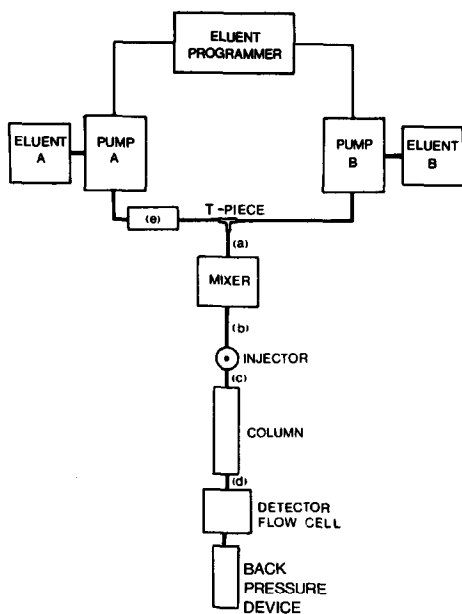 ELUENT
PROGRAMMER
ELUENT
A
PUMP
A
PUMP
B
ELUENT
B
(e)
T-PIECE
(a)
MIXER
(b)
INJECTOR
(c)
COLUMN
(d)
DETECTOR
FLOW CELL
BACK
PRESSURE
DEVICE